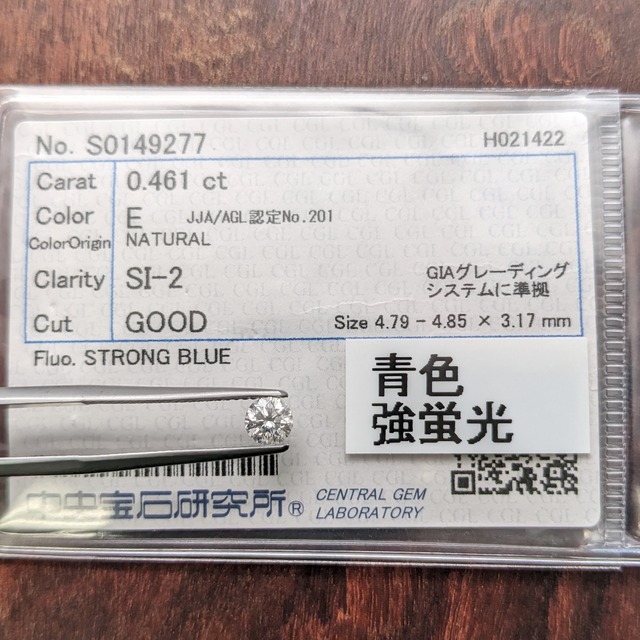 No. S0149277
H021422
Carat 0.461 ct
Color E JJA/AGL認定No.201
ColorOrigin NATURAL
Clarity SI-2
GIAグレーディング
システムに準拠
Cut GOOD Size 4.79 - 4.85 × 3.17 mm
Fluo. STRONG BLUE
青色
強蛍光
中央宝石研究所® CENTRAL GEM
LABORATORY